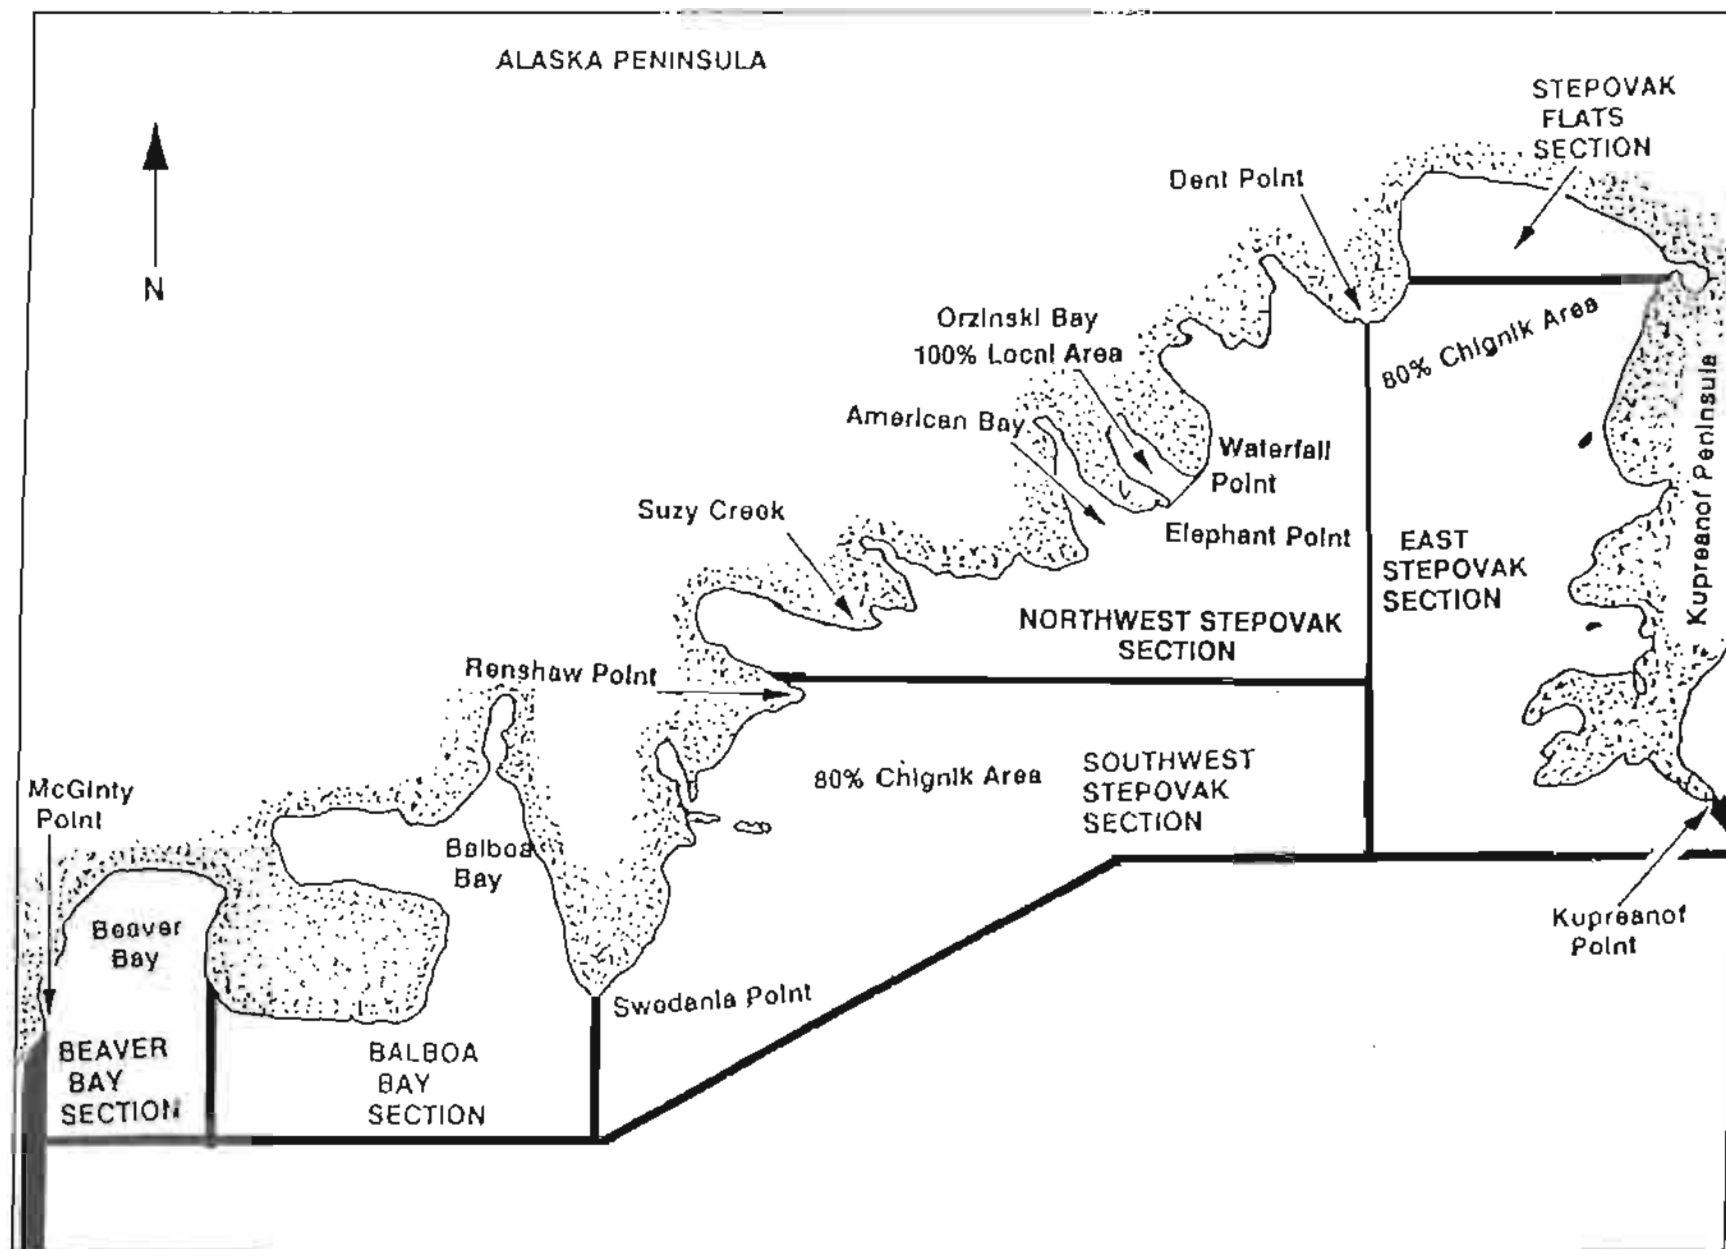 ALASKA PENINSULA
STEPOVAK
FLATS
SECTION
Dent Point
N
Orzinski Bay
100% Local Area
80% Chignik Area
American Bay
Waterfall
Point
Kupreanof Peninsula
Suzy Creek
Elephant Point
EAST
STEPOVAK
SECTION
NORTHWEST STEPOVAK
SECTION
Renshaw Point
80% Chignik Area
SOUTHWEST
STEPOVAK
SECTION
McGinty
Point
Balboa
Bay
Beaver
Bay
Kupreanof
Point
Swedania Point
BEAVER
BAY
SECTION
BALBOA
BAY
SECTION